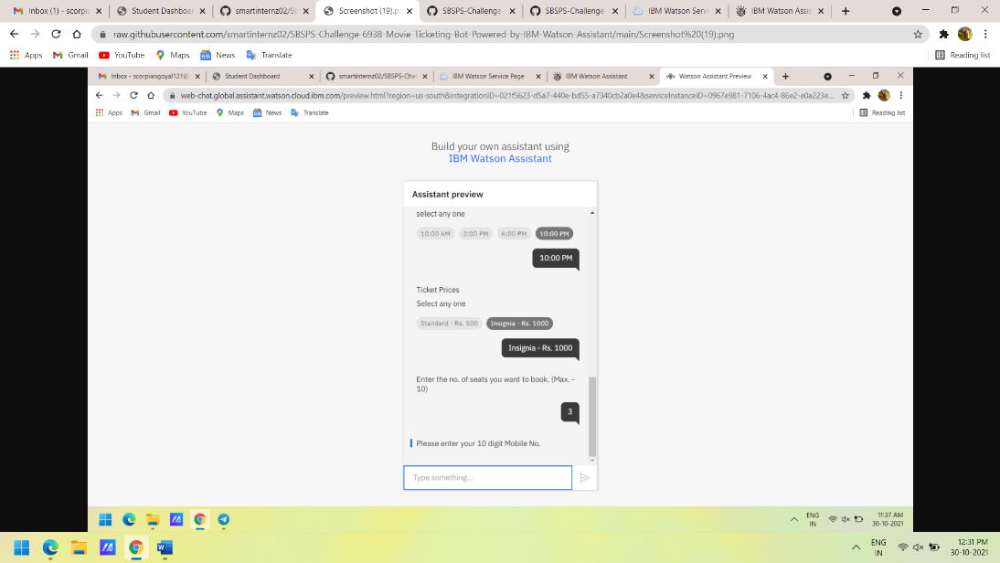 Inbox (1) - scorpia
Student Dashboar
smartinternz02/SB
Screenshot (19).pr
SBSPS-Challenge-
SBSPS-Challenge-
IBM Watson Servi
IBM Watson Assis
raw.githubusercontent.com/smartinternz02/SBSPS-Challenge-6938-Movie-Ticketing-Bot-Powered-by-IBM-Watson-Assistant/main/Screenshot%20(19).png
Apps
Gmail
YouTube
Maps
News
Translate
Reading list
Inbox - scorpiangoyal121@
Student Dashboard
smartinternz02/SBSPS-Chal
IBM Watson Service Page
IBM Watson Assistant
Watson Assistant Preview
web-chat.global.assistant.watson.cloud.ibm.com/preview.html?region=us-south&integrationID=021f5623-d5a7-440e-bd55-a7340cb2a0e4&serviceInstanceID=0967e981-7106-4ac4-86e2-e0a223e...
Apps
Gmail
YouTube
Maps
News
Translate
Reading list
Build your own assistant using
IBM Watson Assistant
Assistant preview
select any one
10:00 AM 2:00 PM 6:00 PM 10:00 PM
10:00 PM
Ticket Prices
Select any one
Standard - Rs. 500 Insignia - Rs. 1000
Insignia - Rs. 1000
Enter the no. of seats you want to book. (Max. -
10)
3
Please enter your 10 digit Mobile No.
Type something...
ENG
IN
11:37 AM
30-10-2021
ENG
IN
12:31 PM
30-10-2021